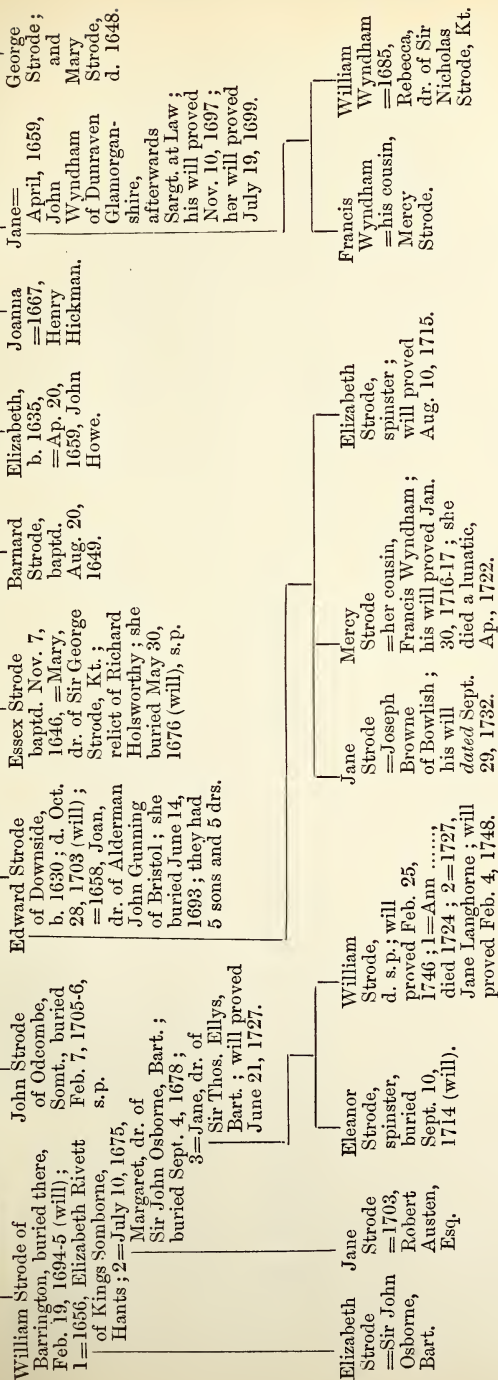 William Strode of
Barrington, buried there,
Feb. 19, 1694-5 (will);
1=1656, Elizabeth Rivett
of Kings Somborne,
Hants; 2=July 10, 1675,
Margaret, dr. of
Sir John Osborne, Bart.;
buried Sept. 4, 1678;
3=Jane, dr. of
Sir Thos. Ellys,
Bart.; will proved
June 21, 1727.
John Strode
of Odcombe,
Somt., buried
Feb. 7, 1705-6,
s.p.
Edward Strode
of Downside,
b. 1630; d. Oct.
28, 1703 (will);
=1658, Joan,
dr. of Alderman
John Gunning
of Bristol; she
buried June 14,
1693; they had
5 sons and 5 drs.
Essex Strode
baptd. Nov. 7,
1646, =Mary,
dr. of Sir George
Strode, Kt.;
relict of Richard
Holsworthy; she
buried May 30,
1676 (will), s.p.
Barnard
Strode,
baptd.
Aug. 20,
1649.
Elizabeth,
b. 1635,
=Ap. 20,
1659, John
Howe.
Joanna
=1667,
Henry
Hickman.
Jane=
April, 1659,
John
Wyndham
of Dunraven
Glamorgan-
shire,
afterwards
Sargt. at Law;
his will proved
Nov. 10, 1697;
her will proved
July 19, 1699.
George
Strode;
and
Mary
Strode,
d. 1648.
Elizabeth
Strode
=Sir John
Osborne,
Bart.
Jane
Strode
=1703,
Robert
Austen,
Esq.
Eleanor
Strode,
spinster,
buried
Sept. 10,
1714 (will).
William
Strode,
d. s.p.; will
proved Feb. 25,
1746; 1=Ann ......,
died 1724; 2=1727,
Jane Langhorne; will
proved Feb. 4, 1748.
Jane
Strode
=Joseph
Browne
of Bowlish;
his will
dated Sept.
29, 1732.
Mercy
Strode
=her cousin,
Francis Wyndham;
his will proved Jan.
30, 1716-17; she
died a lunatic,
Ap., 1722.
Elizabeth
Strode,
spinster;
will proved
Aug. 10, 1715.
Francis
Wyndham
=his cousin,
Mercy
Strode.
William
Wyndham
=1685,
Rebecca,
dr. of Sir
Nicholas
Strode, Kt.